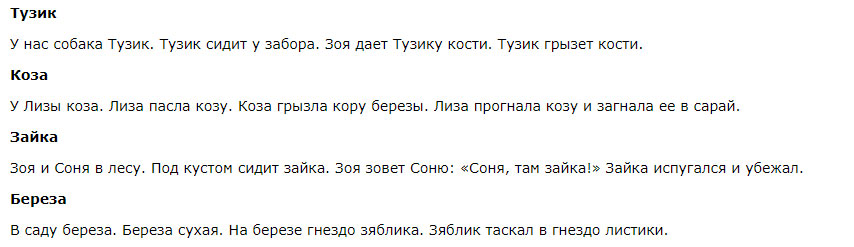 Тузик
У нас собака Тузик. Тузик сидит у забора. Зоя дает Тузику кости. Тузик грызет кости.
Коза
У Лизы коза. Лиза пасла козу. Коза грызла кору березы. Лиза прогнала козу и загнала ее в сарай.
Зайка
Зоя и Соня в лесу. Под кустом сидит зайка. Зоя зовет Соню: «Соня, там зайка!» Зайка испугался и убежал.
Береза
В саду береза. Береза сухая. На березе гнездо зяблика. Зяблик таскал в гнездо листики.